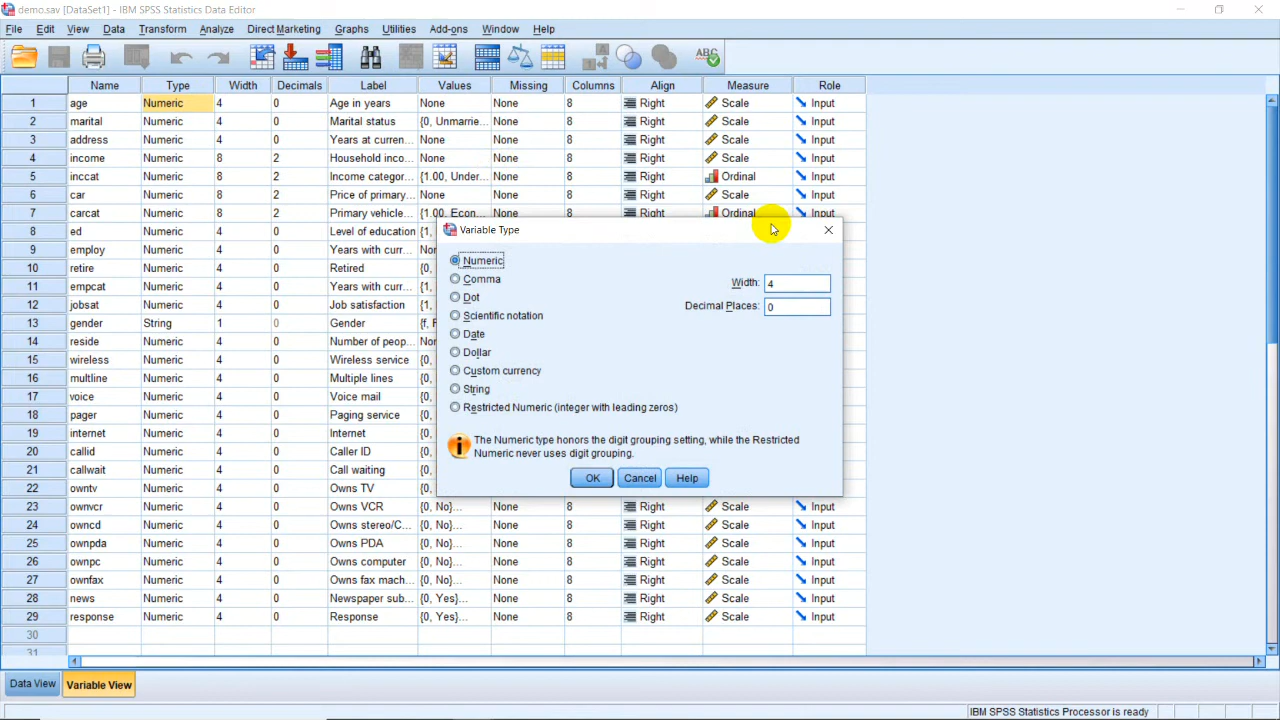 demo.sav [DataSet1] - IBM SPSS Statistics Data Editor
File Edit View Data Transform Analyze Direct Marketing Graphs Utilities Add-ons Window Help
ABC
Name Type Width Decimals Label Values Missing Columns Align Measure Role
1 age Numeric 4 0 Age in years None None 8 Right Scale Input
2 marital Numeric 4 0 Marital status {0, Unmarrie... None 8 Right Scale Input
3 address Numeric 4 0 Years at curren... None None 8 Right Scale Input
4 income Numeric 8 2 Household inco... None None 8 Right Scale Input
5 inccat Numeric 8 2 Income categor... {1.00, Under... None 8 Right Ordinal Input
6 car Numeric 8 2 Price of primary... None None 8 Right Scale Input
7 carcat Numeric 8 2 Primary vehicle... {1.00, Econ... None 8 Right Ordinal Input
8 ed Numeric 4 0 Level of education {1,
9 employ Numeric 4 0 Years with curr... Non
10 retire Numeric 4 0 Retired {0,
11 empcat Numeric 4 0 Years with curr... {1,
12 jobsat Numeric 4 0 Job satisfaction {1,
13 gender String 1 0 Gender {f, F
14 reside Numeric 4 0 Number of peop... Non
15 wireless Numeric 4 0 Wireless service {0,
16 multline Numeric 4 0 Multiple lines {0,
17 voice Numeric 4 0 Voice mail {0,
18 pager Numeric 4 0 Paging service {0,
19 internet Numeric 4 0 Internet {0,
20 callid Numeric 4 0 Caller ID {0,
21 callwait Numeric 4 0 Call waiting {0,
22 owntv Numeric 4 0 Owns TV {0,
23 ownvcr Numeric 4 0 Owns VCR {0, No}... None 8 Right Scale Input
24 owncd Numeric 4 0 Owns stereo/C... {0, No}... None 8 Right Scale Input
25 ownpda Numeric 4 0 Owns PDA {0, No}... None 8 Right Scale Input
26 ownpc Numeric 4 0 Owns computer {0, No}... None 8 Right Scale Input
27 ownfax Numeric 4 0 Owns fax mach... {0, No}... None 8 Right Scale Input
28 news Numeric 4 0 Newspaper sub... {0, Yes}... None 8 Right Scale Input
29 response Numeric 4 0 Response {0, Yes}... None 8 Right Scale Input
30
31
Variable Type
Numeric
Comma
Dot
Scientific notation
Date
Dollar
Custom currency
String
Restricted Numeric (integer with leading zeros)
Width: 4
Decimal Places: 0
The Numeric type honors the digit grouping setting, while the Restricted
Numeric never uses digit grouping.
OK Cancel Help
Data View Variable View
IBM SPSS Statistics Processor is ready